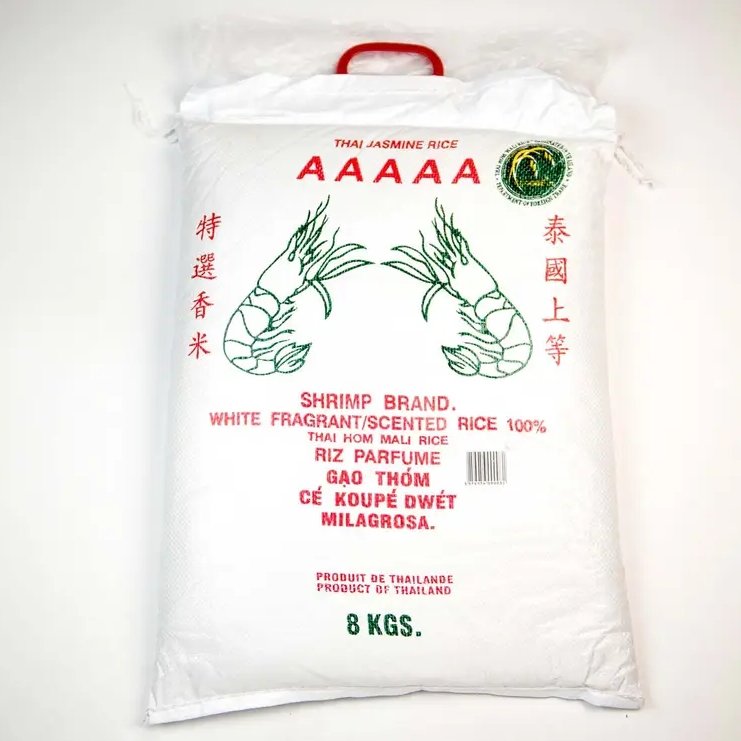 THAI JASMINE RICE
AAAAA
特選香米
泰國上等
SHRIMP BRAND.
WHITE FRAGRANT/SCENTED RICE 100%
THAI HOM MALI RICE
RIZ PARFUME
GẠO THÓM
CÉ KOUPÉ DWÉT
MILAGROSA.
PRODUIT DE THAILANDE
PRODUCT OF THAILAND
8 KGS.